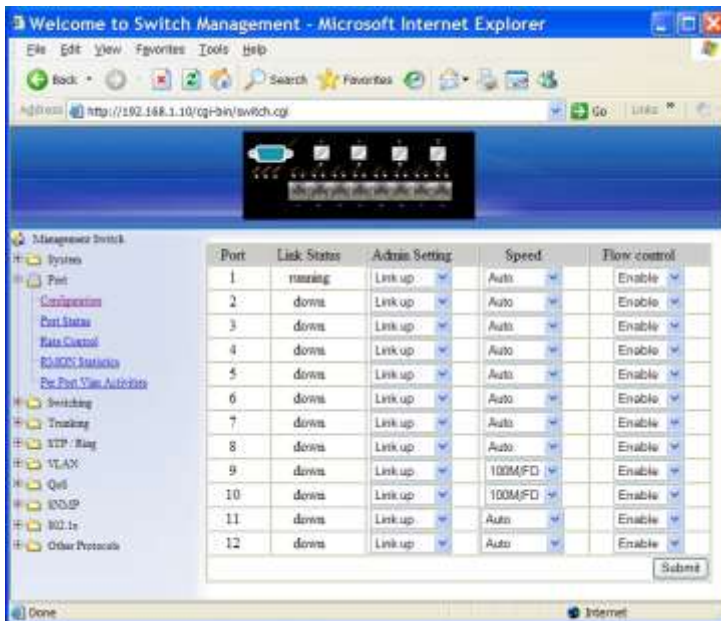 Welcome to Switch Management - Microsoft Internet Explorer
File Edit View Favorites Tools Help
Back Search Favorites
Address http://192.168.1.10/cgi-bin/switch.cgi Go Links
Management Switch
System
Port
Configuration
Port Status
Rate Control
RMON Statistics
Per Port Vlan Activities
Switching
Trunking
STP / Ring
VLAN
QoS
SNMP
802.1x
Other Protocols
Port Link Status Admin Setting Speed Flow control
1 running Link up Auto Enable
2 down Link up Auto Enable
3 down Link up Auto Enable
4 down Link up Auto Enable
5 down Link up Auto Enable
6 down Link up Auto Enable
7 down Link up Auto Enable
8 down Link up Auto Enable
9 down Link up 100M/FD Enable
10 down Link up 100M/FD Enable
11 down Link up Auto Enable
12 down Link up Auto Enable
Submit
Done Internet